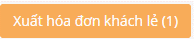 Xuất hóa đơn khách lẻ (1)